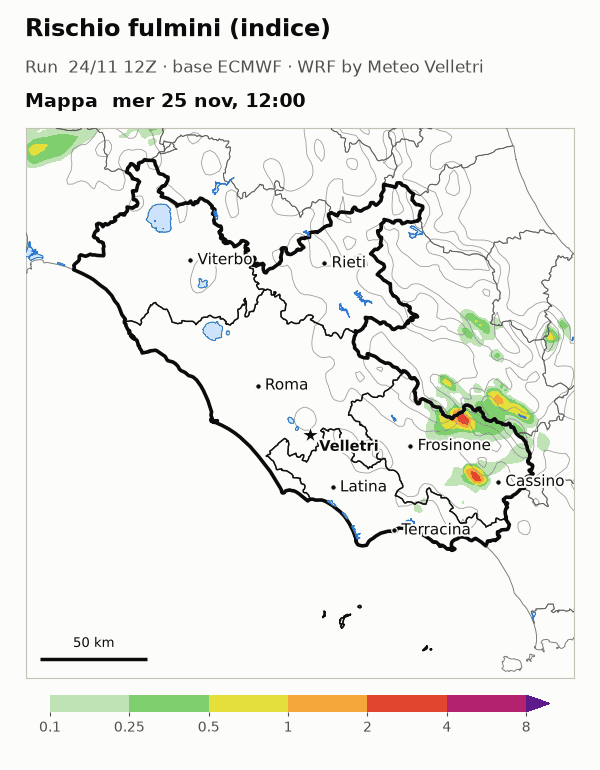 Rischio fulmini (indice)
Run  24/11 12Z · base ECMWF · WRF by Meteo Velletri
Mappa  mer 25 nov, 12:00
Viterbo
Rieti
Roma
Velletri
Frosinone
Latina
Cassino
Terracina
50 km
0.1 0.25 0.5 1 2 4 8